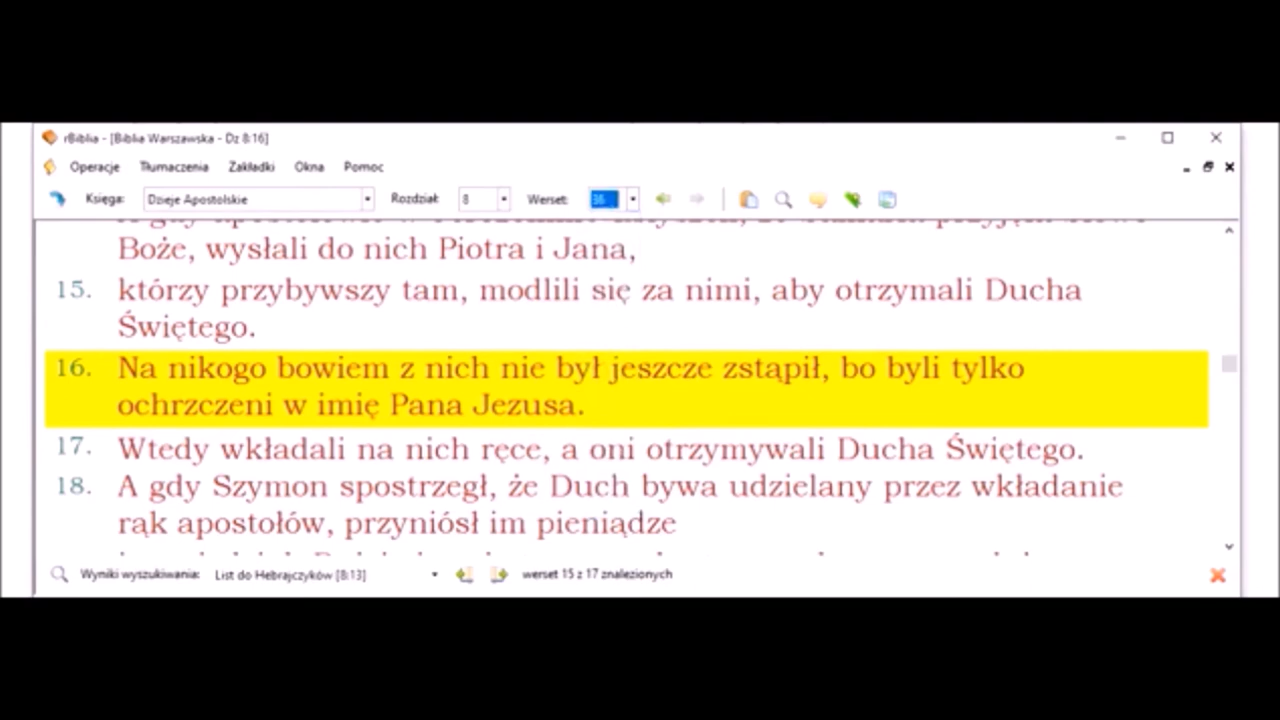 rBiblia - [Biblia Warszawska - Dz 8:16]
Operacje Tłumaczenia Zakładki Okna Pomoc
Księga: Dzieje Apostolskie Rozdział: 8 Werset: 36
Boże, wysłali do nich Piotra i Jana,
15. którzy przybywszy tam, modlili się za nimi, aby otrzymali Ducha
Świętego.
16. Na nikogo bowiem z nich nie był jeszcze zstąpił, bo byli tylko
ochrzczeni w imię Pana Jezusa.
17. Wtedy wkładali na nich ręce, a oni otrzymywali Ducha Świętego.
18. A gdy Szymon spostrzegł, że Duch bywa udzielany przez wkładanie
rąk apostołów, przyniósł im pieniądze
Wyniki wyszukiwania: List do Hebrajczyków [8:13] werset 15 z 17 znalezionych